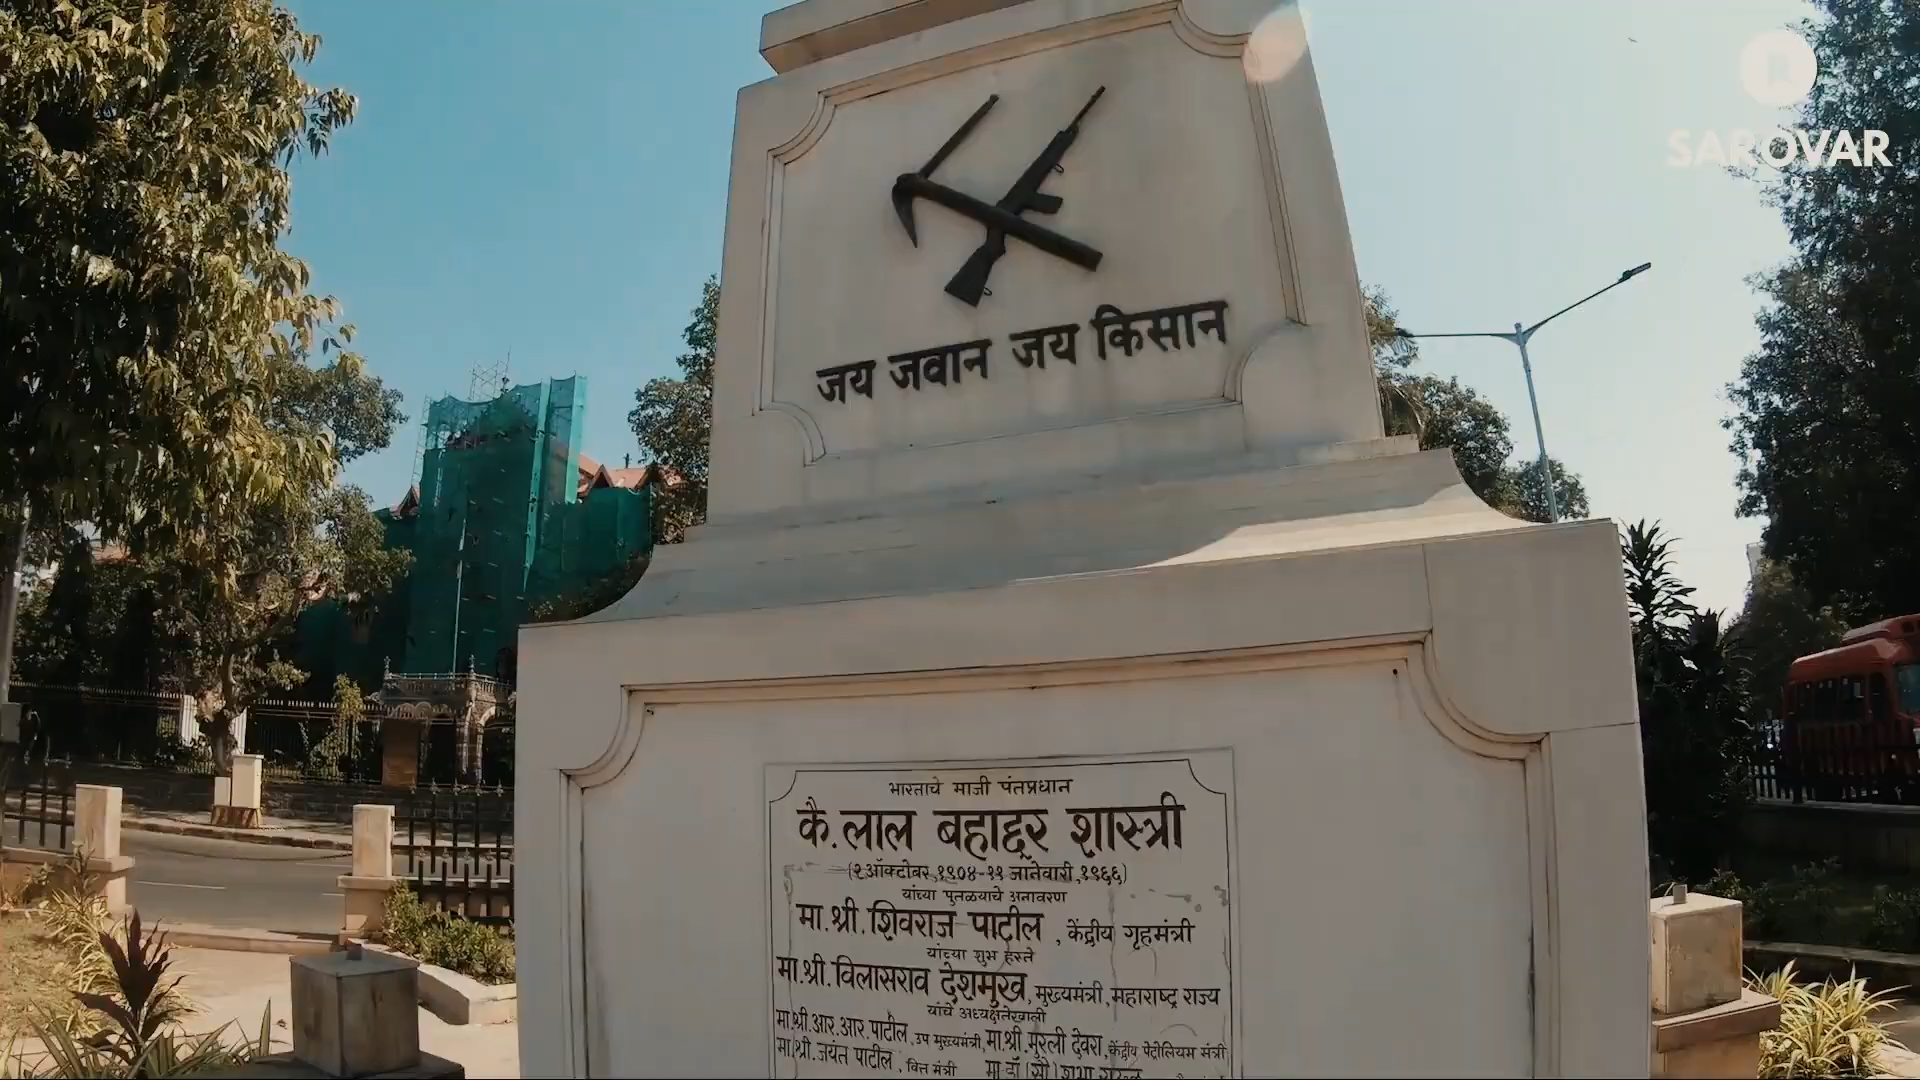 SAROVAR
जय जवान जय किसान
भारताचे माजी पंतप्रधान
कै. लाल बहाद्दूर शास्त्री
(२ ऑक्टोबर, १९०४-११ जानेवारी, १९६६)
यांच्या पुतळयाचे अनावरण
मा. श्री. शिवराज पाटील, केंद्रीय गृहमंत्री
यांच्या शुभ हस्ते
मा. श्री. विलासराव देशमुख, मुख्यमंत्री, महाराष्ट्र राज्य
यांचे अध्यक्षतेखाली
मा. श्री. आर. आर. पाटील, उप मुख्यमंत्री, मा. श्री मुरली देवरा, केंद्रीय पेट्रोलियम मंत्री
मा. श्री. जयंत पाटील, वित्त मंत्री मा. डॉ. (सौ)